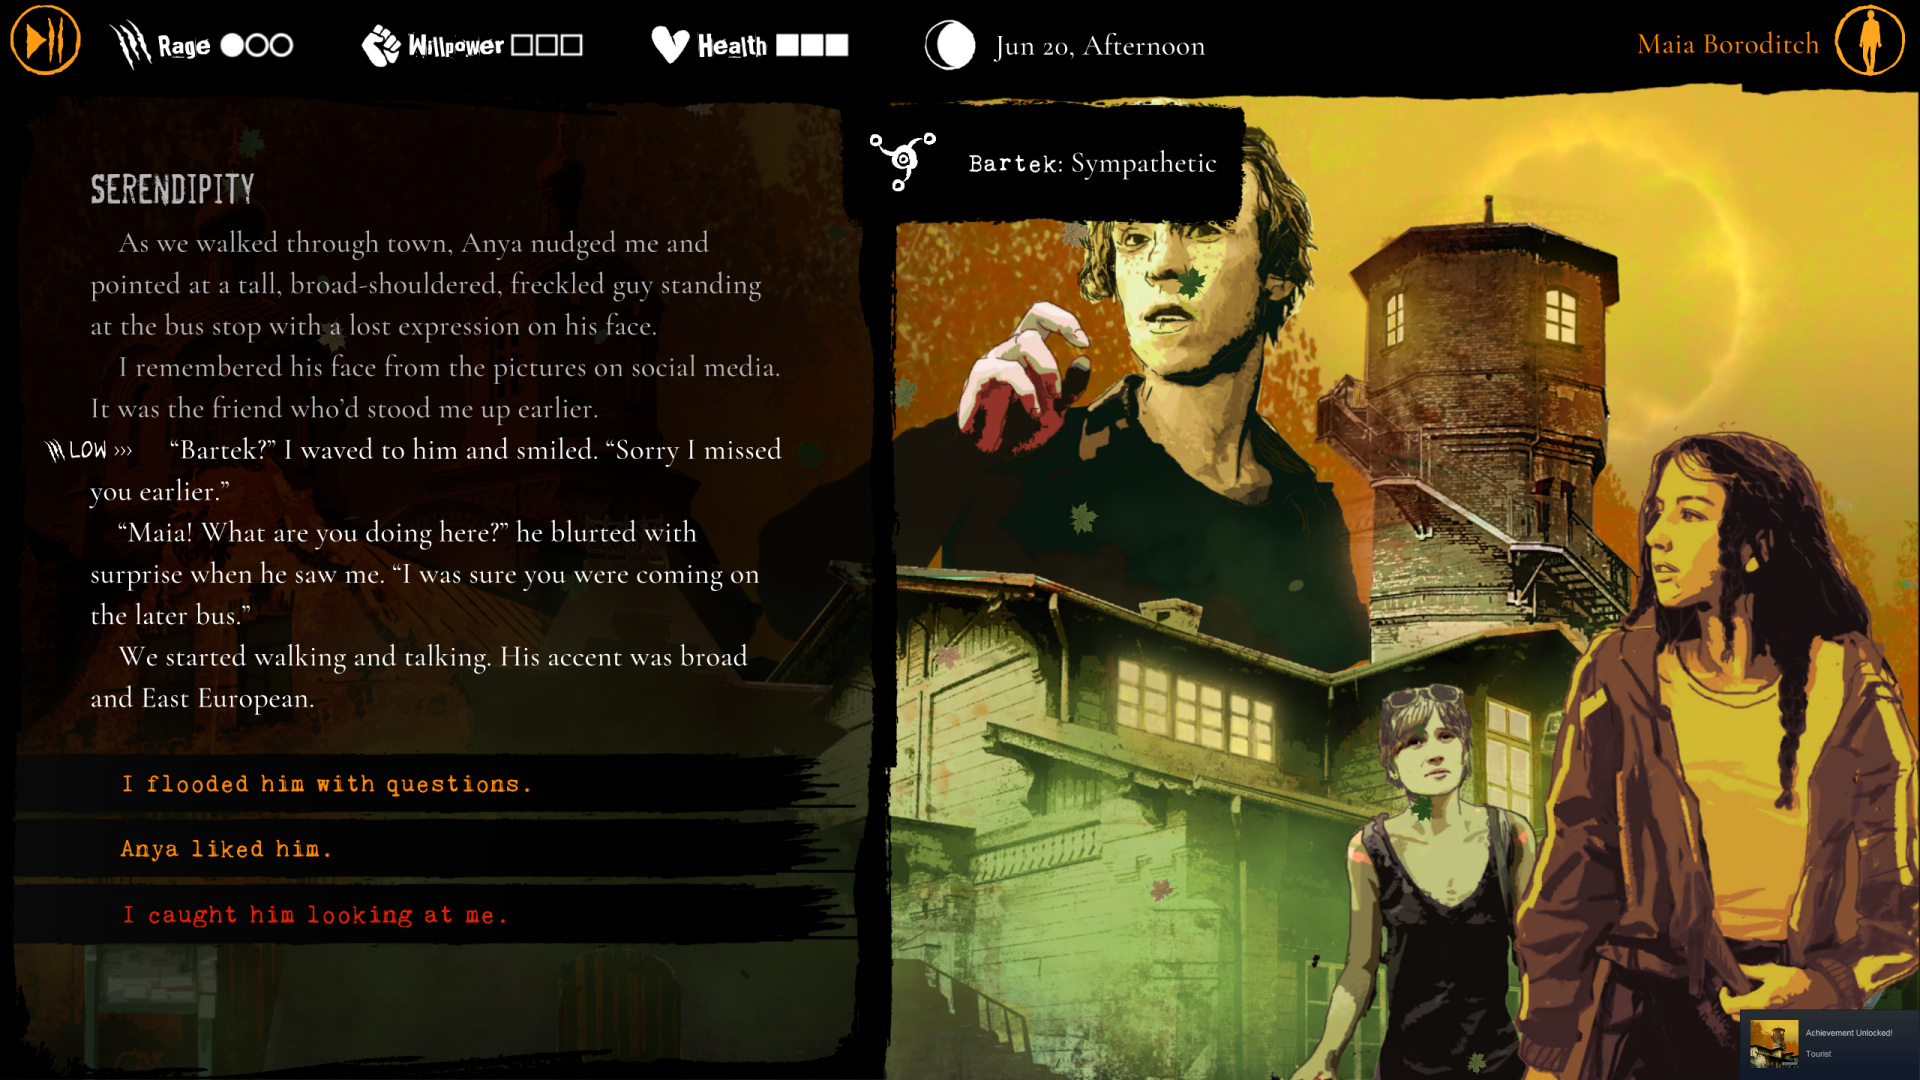 Rage
Willpower
Health
Jun 20, Afternoon
Maia Boroditch
Bartek: Sympathetic
SERENDIPITY
As we walked through town, Anya nudged me and
pointed at a tall, broad-shouldered, freckled guy standing
at the bus stop with a lost expression on his face.
I remembered his face from the pictures on social media.
It was the friend who’d stood me up earlier.
LOW ››› “Bartek?” I waved to him and smiled. “Sorry I missed
you earlier.”
“Maia! What are you doing here?” he blurted with
surprise when he saw me. “I was sure you were coming on
the later bus.”
We started walking and talking. His accent was broad
and East European.
I flooded him with questions.
Anya liked him.
I caught him looking at me.
Achievement Unlocked!
Tourist